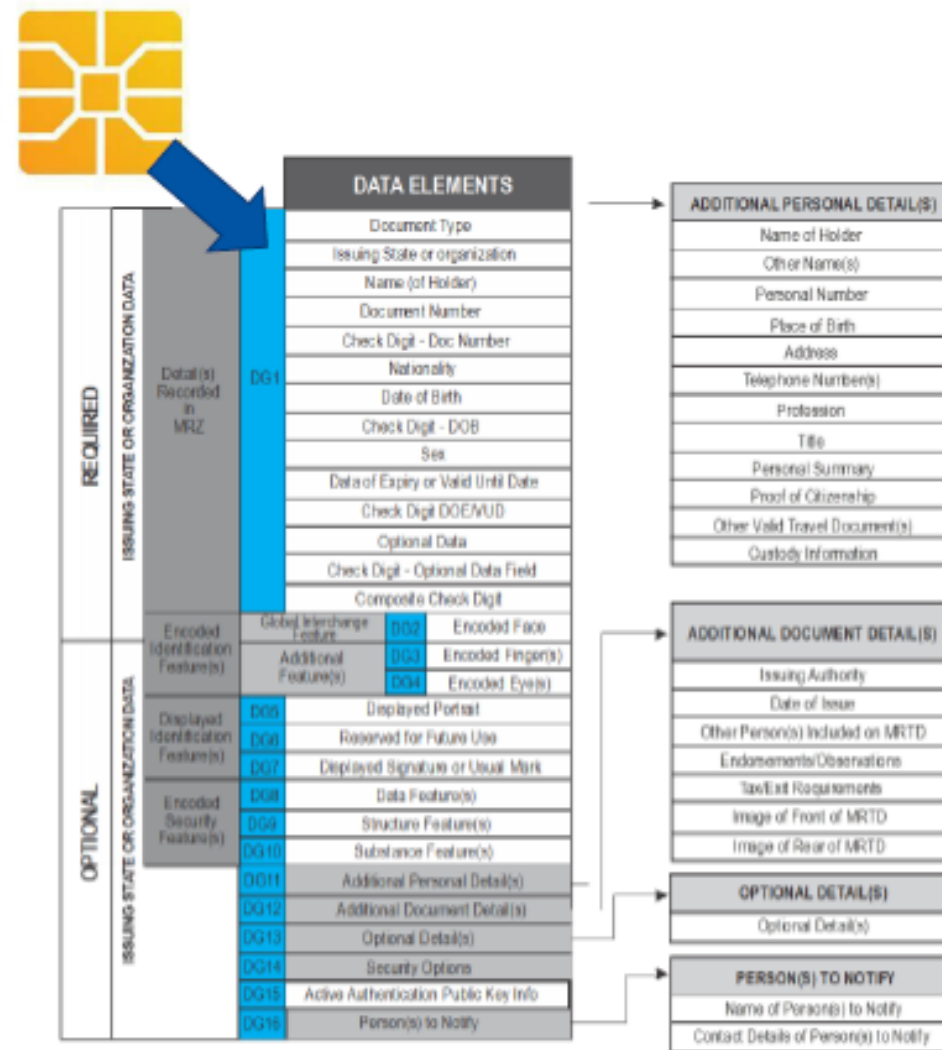 DATA ELEMENTS
REQUIRED
ISSUING STATE OR ORGANIZATION DATA
Detail(s)
Recorded
in
MRZ
DG1
Document Type
Issuing State or organization
Name (of Holder)
Document Number
Check Digit - Doc Number
Nationality
Date of Birth
Check Digit - DOB
Sex
Data of Expiry or Valid Until Date
Check Digit DOE/VUD
Optional Data
Check Digit - Optional Data Field
Composite Check Digit
Encoded
Identification
Feature(s)
Global Interchange
Feature
DG2
Encoded Face
Additional
Feature(s)
DG3
Encoded Finger(s)
DG4
Encoded Eye(s)
OPTIONAL
ISSUING STATE OR ORGANIZATION DATA
Displayed
Identification
Feature(s)
DG5
Displayed Portrait
DG6
Reserved for Future Use
DG7
Displayed Signature or Usual Mark
Encoded
Security
Feature(s)
DG8
Data Feature(s)
DG9
Structure Feature(s)
DG10
Substance Feature(s)
DG11
Additional Personal Detail(s)
DG12
Additional Document Detail(s)
DG13
Optional Detail(s)
DG14
Security Options
DG15
Active Authentication Public Key Info
DG16
Person(s) to Notify
ADDITIONAL PERSONAL DETAIL(S)
Name of Holder
Other Name(s)
Personal Number
Place of Birth
Address
Telephone Number(s)
Profession
Title
Personal Summary
Proof of Citizenship
Other Valid Travel Document(s)
Custody Information
ADDITIONAL DOCUMENT DETAIL(S)
Issuing Authority
Date of Issue
Other Person(s) Included on MRTD
Endorsements/Observations
Tax/Exit Requirements
Image of Front of MRTD
Image of Rear of MRTD
OPTIONAL DETAIL(S)
Optional Detail(s)
PERSON(S) TO NOTIFY
Name of Person(s) to Notify
Contact Details of Person(s) to Notify